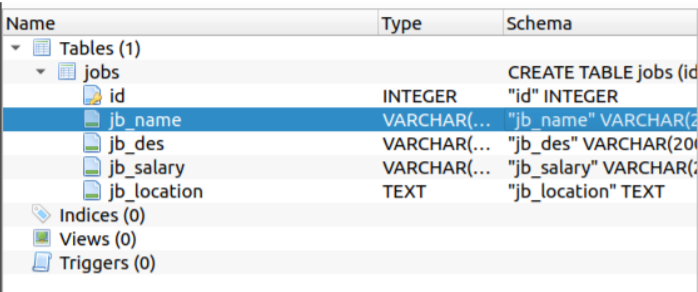 Name Type Schema
Tables (1)
jobs CREATE TABLE jobs (id
id INTEGER "id" INTEGER
jb_name VARCHAR(... "jb_name" VARCHAR(2
jb_des VARCHAR(... "jb_des" VARCHAR(200
jb_salary VARCHAR(... "jb_salary" VARCHAR(2
jb_location TEXT "jb_location" TEXT
Indices (0)
Views (0)
Triggers (0)